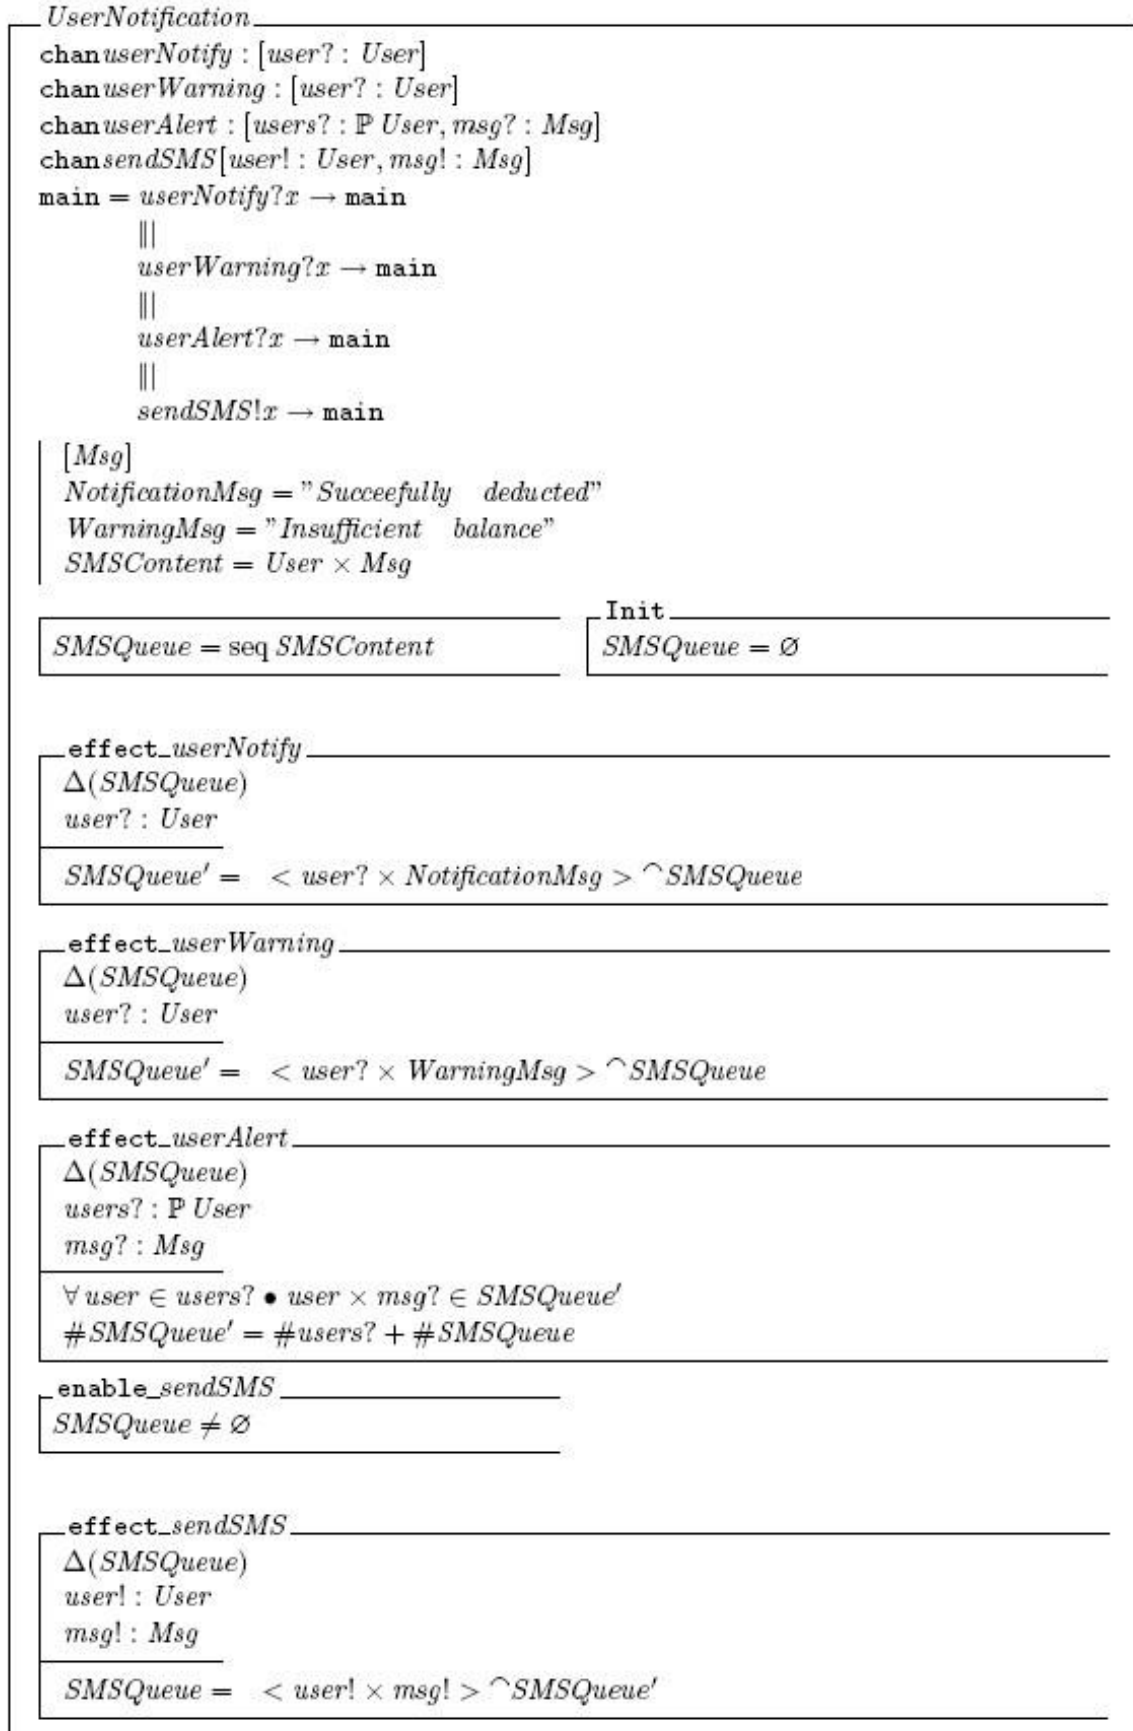 UserNotification
chan userNotify : [user? : User]
chan userWarning : [user? : User]
chan userAlert : [users? : ℙ User, msg? : Msg]
chan sendSMS[user! : User, msg! : Msg]
main = userNotify?x → main
|||
userWarning?x → main
|||
userAlert?x → main
|||
sendSMS!x → main
[Msg]
NotificationMsg = ”Succeefully deducted”
WarningMsg = ”Insufficient balance”
SMSContent = User × Msg
SMSQueue = seq SMSContent
Init
SMSQueue = ∅
effect_userNotify
Δ(SMSQueue)
user? : User
SMSQueue′ = < user? × NotificationMsg > ⌢SMSQueue
effect_userWarning
Δ(SMSQueue)
user? : User
SMSQueue′ = < user? × WarningMsg > ⌢SMSQueue
effect_userAlert
Δ(SMSQueue)
users? : ℙ User
msg? : Msg
∀ user ∈ users? • user × msg? ∈ SMSQueue′
#SMSQueue′ = #users? + #SMSQueue
enable_sendSMS
SMSQueue ≠ ∅
effect_sendSMS
Δ(SMSQueue)
user! : User
msg! : Msg
SMSQueue = < user! × msg! > ⌢SMSQueue′